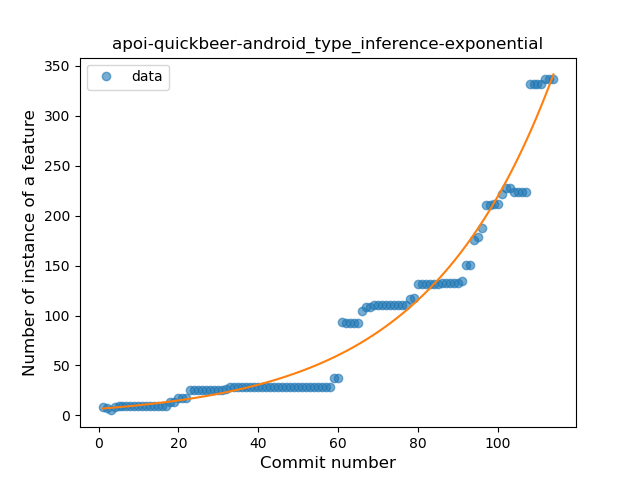 apoi-quickbeer-android_type_inference-exponential
data
Number of instance of a feature
350
300
250
200
150
100
50
0
0 20 40 60 80 100
Commit number